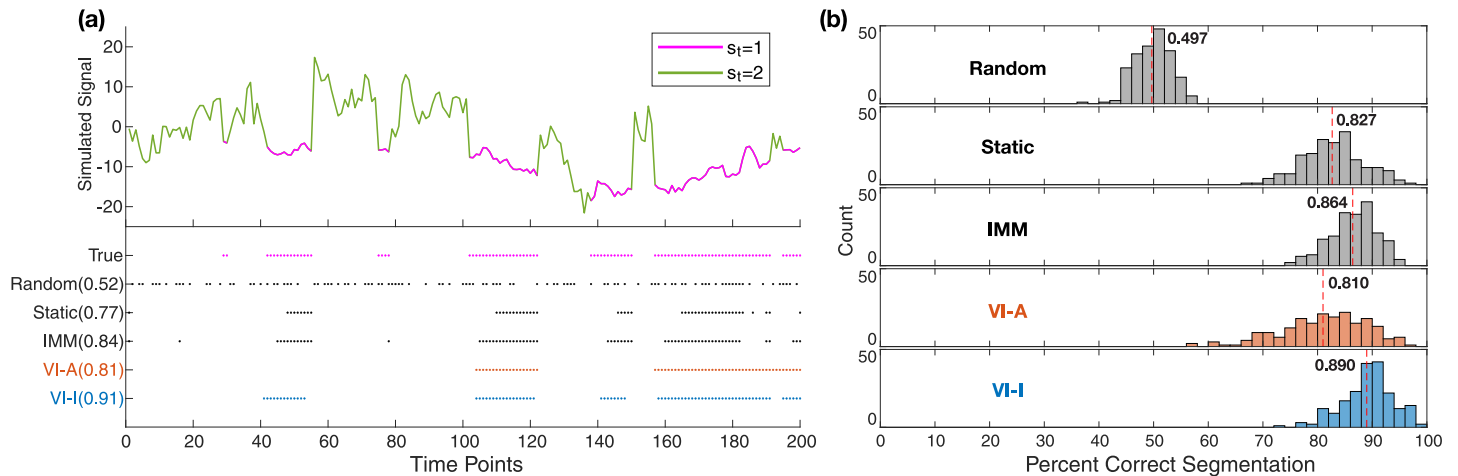 (a)
Simulated Signal
20
10
0
-10
-20
s_t=1
s_t=2
True
Random(0.52)
Static(0.77)
IMM(0.84)
VI-A(0.81)
VI-I(0.91)
0 20 40 60 80 100 120 140 160 180 200
Time Points
(b)
Count
50
0
Random
0.497
50
0
Static
0.827
50
0
IMM
0.864
50
0
VI-A
0.810
50
0
VI-I
0.890
0 10 20 30 40 50 60 70 80 90 100
Percent Correct Segmentation